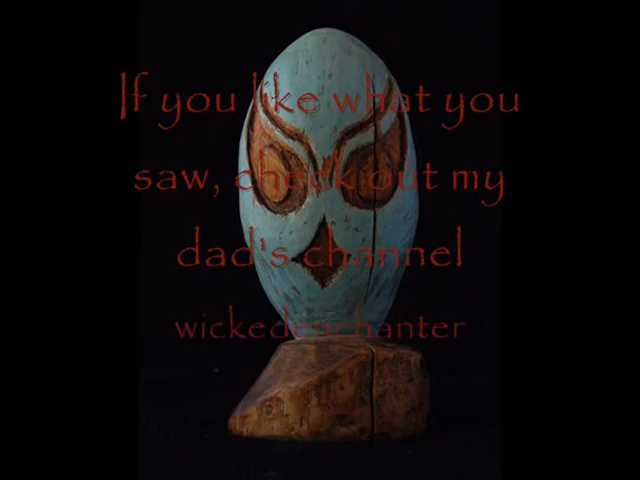 If you like what you
saw, check out my
dad's channel
wickedenchanter